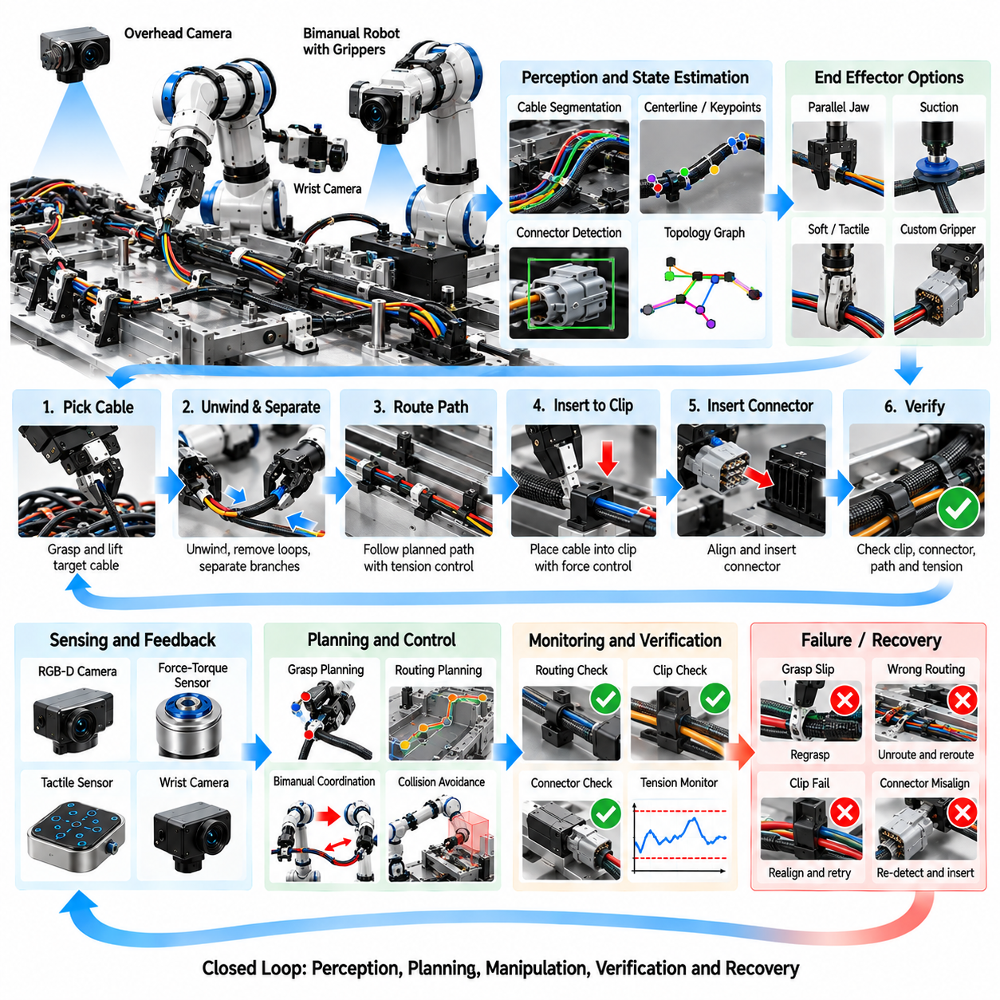 Overhead Camera
Bimanual Robot
with Grippers
Wrist Camera
Perception and State Estimation
Cable Segmentation
Centerline / Keypoints
Connector Detection
Topology Graph
End Effector Options
Parallel Jaw
Suction
Soft / Tactile
Custom Gripper
1. Pick Cable
Grasp and lift
target cable
2. Unwind & Separate
Unwind, remove loops,
separate branches
3. Route Path
Follow planned path
with tension control
4. Insert to Clip
Place cable into clip
with force control
5. Insert Connector
Align and insert
connector
6. Verify
Check clip, connector,
path and tension
Sensing and Feedback
RGB-D Camera
Force-Torque
Sensor
Tactile Sensor
Wrist Camera
Planning and Control
Grasp Planning
Routing Planning
Bimanual Coordination
Collision Avoidance
Monitoring and Verification
Routing Check
Clip Check
Connector Check
Tension Monitor
Failure / Recovery
Grasp Slip
Regrasp
Wrong Routing
Unroute and reroute
Clip Fail
Realign and retry
Connector Misalign
Re-detect and insert
Closed Loop: Perception, Planning, Manipulation, Verification and Recovery